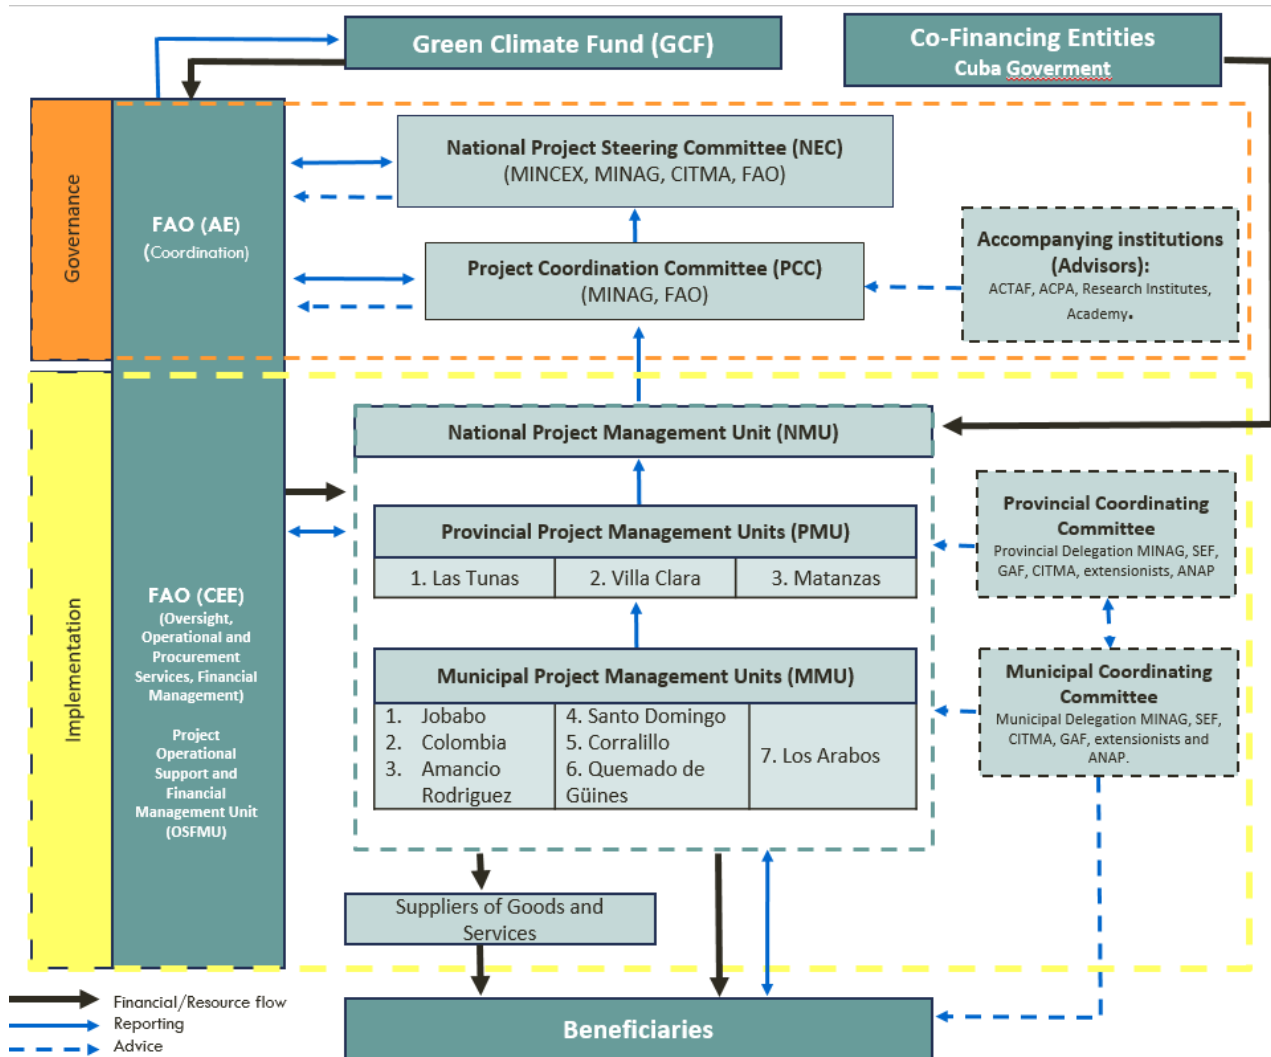 Green Climate Fund (GCF)
Co-Financing Entities
Cuba Goverment
Governance
FAO (AE)
(Coordination)
National Project Steering Committee (NEC)
(MINCEX, MINAG, CITMA, FAO)
Project Coordination Committee (PCC)
(MINAG, FAO)
Accompanying institutions
(Advisors):
ACTAF, ACPA, Research Institutes,
Academy.
Implementation
FAO (CEE)
(Oversight,
Operational and
Procurement
Services, Financial
Management)
Project
Operational
Support and
Financial
Management Unit
(OSFMU)
National Project Management Unit (NMU)
Provincial Project Management Units (PMU)
1. Las Tunas
2. Villa Clara
3. Matanzas
Municipal Project Management Units (MMU)
1. Jobabo
2. Colombia
3. Amancio
Rodriguez
4. Santo Domingo
5. Corralillo
6. Quemado de
Güines
7. Los Arabos
Provincial Coordinating
Committee
Provincial Delegation MINAG, SEF,
GAF, CITMA, extensionists, ANAP
Municipal Coordinating
Committee
Municipal Delegation MINAG, SEF,
CITMA, GAF, extensionists and
ANAP.
Suppliers of Goods and
Services
Beneficiaries
Financial/Resource flow
Reporting
Advice